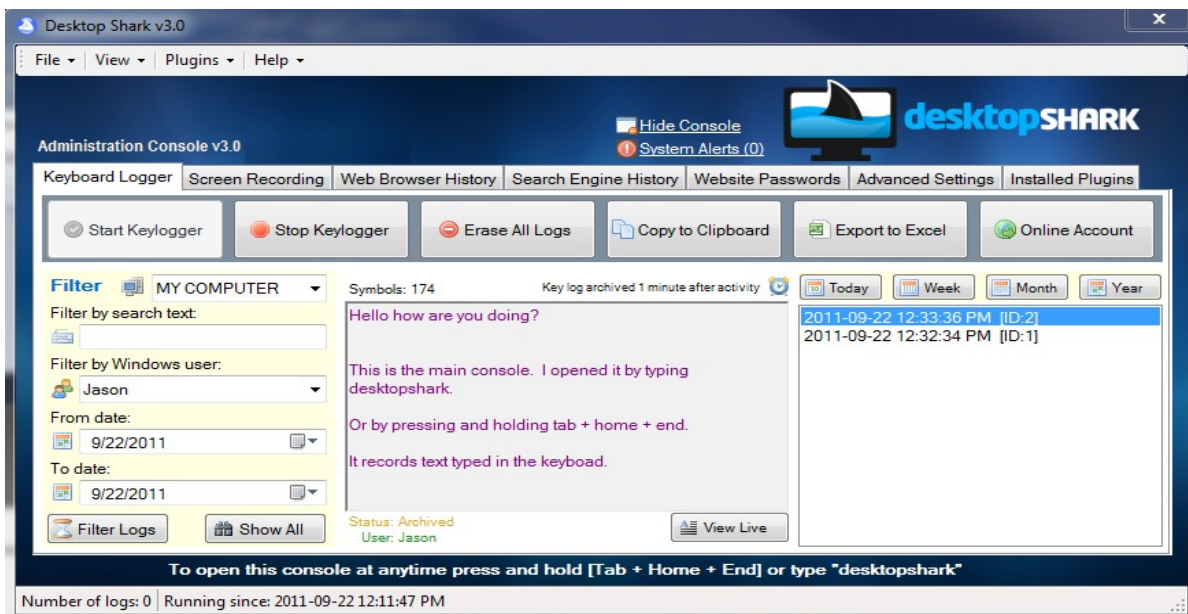 Desktop Shark v3.0
x
File View Plugins Help
desktopSHARK
Hide Console
Administration Console v3.0
System Alerts (0)
Keyboard Logger Screen Recording Web Browser History Search Engine History Website Passwords Advanced Settings Installed Plugins
Start Keylogger Stop Keylogger Erase All Logs Copy to Clipboard Export to Excel Online Account
Filter MY COMPUTER
Filter by search text:
Filter by Windows user:
Jason
From date:
9/22/2011
To date:
9/22/2011
Filter Logs Show All
Symbols: 174 Key log archived 1 minute after activity
Hello how are you doing?
This is the main console. I opened it by typing
desktopshark.
Or by pressing and holding tab + home + end.
It records text typed in the keyboad.
Status: Archived
User: Jason
View Live
Today Week Month Year
2011-09-22 12:33:36 PM [ID:2]
2011-09-22 12:32:34 PM [ID:1]
To open this console at anytime press and hold [Tab + Home + End] or type "desktopshark"
Number of logs: 0 Running since: 2011-09-22 12:11:47 PM